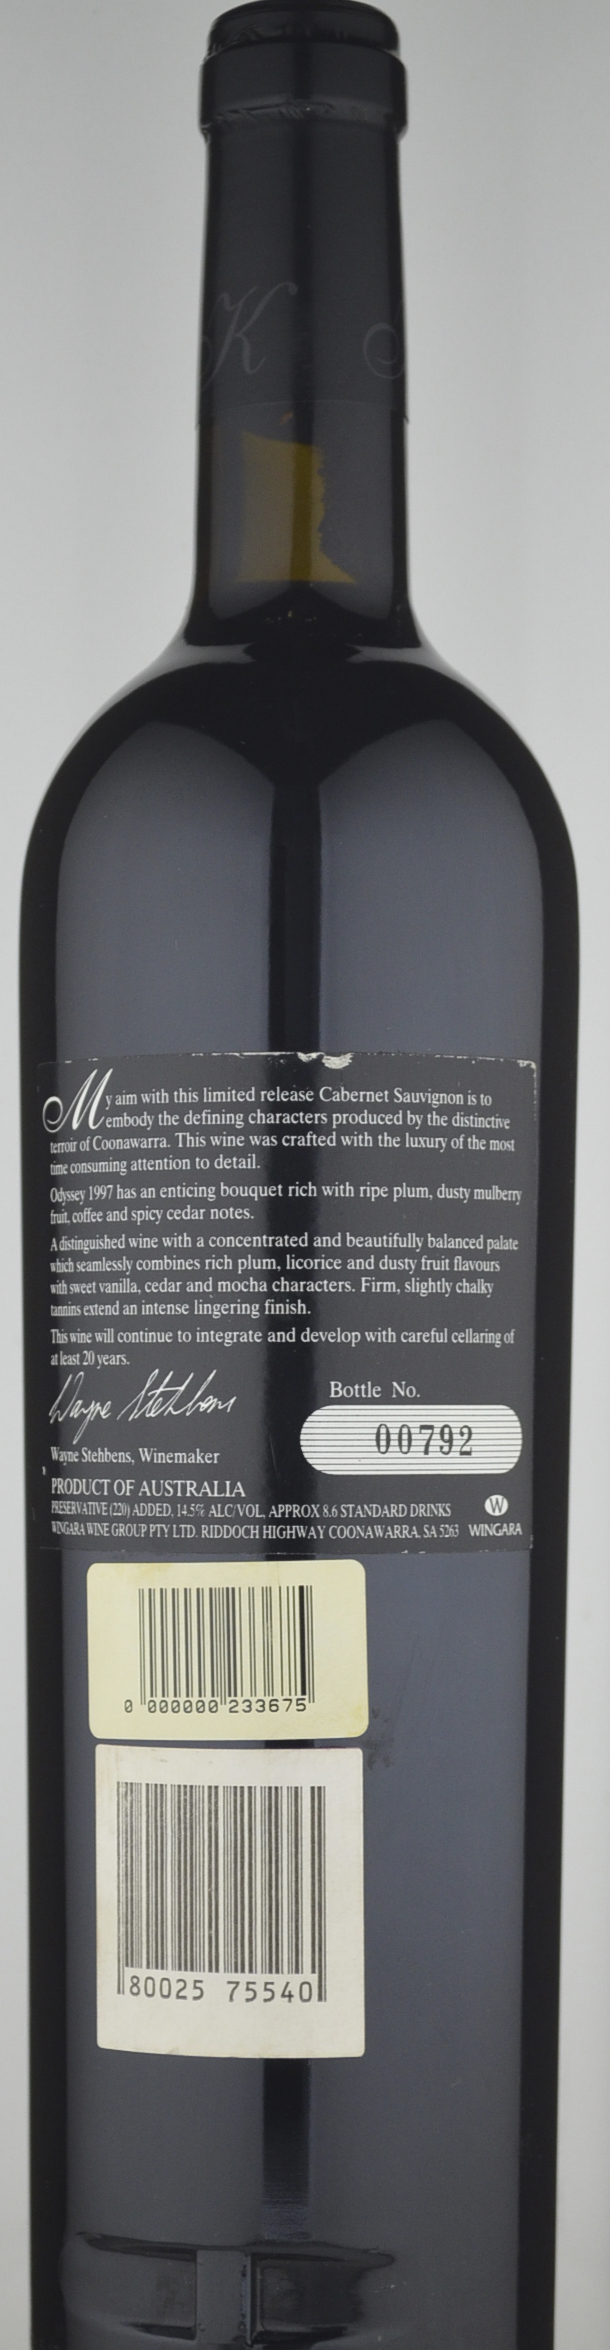 K
My aim with this limited release Cabernet Sauvignon is to
embody the defining characters produced by the distinctive
terroir of Coonawarra. This wine was crafted with the luxury of the most
time consuming attention to detail.
Odyssey 1997 has an enticing bouquet rich with ripe plum, dusty mulberry
fruit, coffee and spicy cedar notes.
A distinguished wine with a concentrated and beautifully balanced palate
which seamlessly combines rich plum, licorice and dusty fruit flavours
with sweet vanilla, cedar and mocha characters. Firm, slightly chalky
tannins extend an intense lingering finish.
This wine will continue to integrate and develop with careful cellaring of
at least 20 years.
Wayne Stehbens
Bottle No.
00792
Wayne Stehbens, Winemaker
PRODUCT OF AUSTRALIA
PRESERVATIVE (220) ADDED, 14.5% ALC/VOL, APPROX 8.6 STANDARD DRINKS
WINGARA WINE GROUP PTY LTD. RIDDOCH HIGHWAY COONAWARRA. SA 5263
W
WINGARA
0 000000 233675
80025 75540